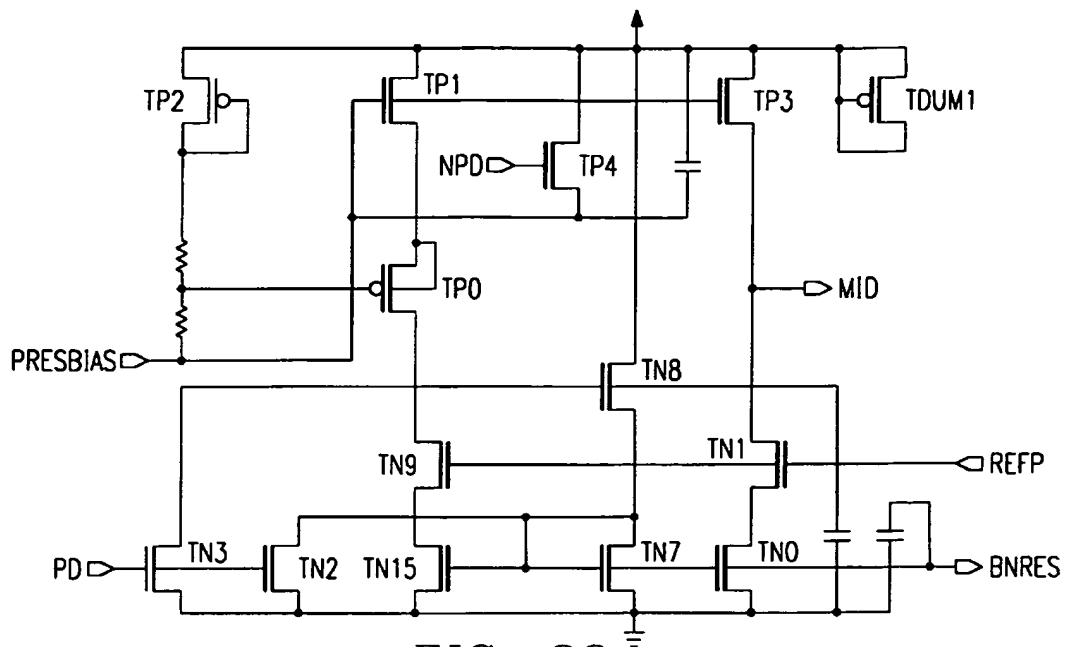 TP2
TP1
TP3
TDUM1
NPD
TP4
TP0
MID
PRESBIAS
TN8
TN9
TN1
REFP
PD
TN3
TN2
TN15
TN7
TN0
BNRES